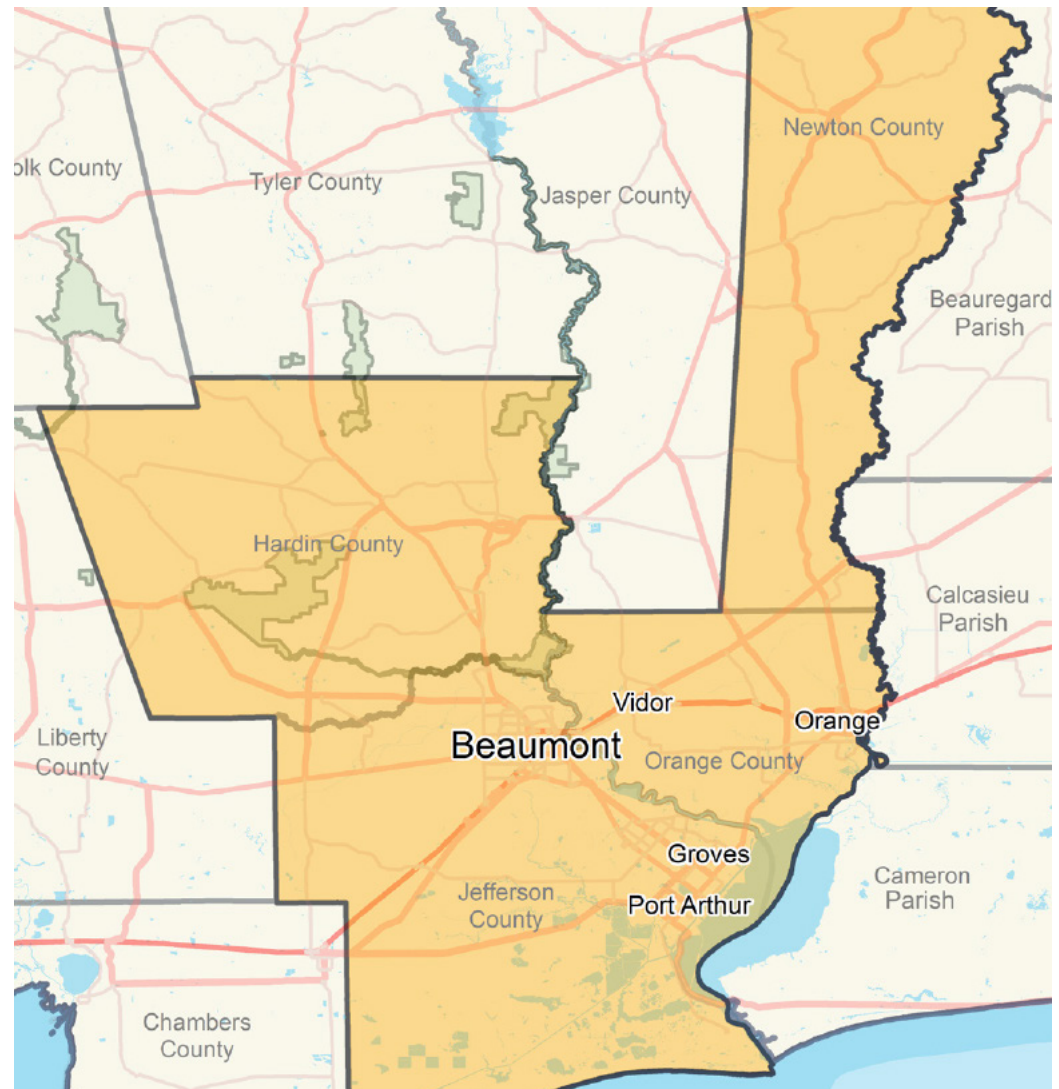 Newton County
olk County
Tyler County
Jasper County
Beauregard
Parish
Hardin County
Calcasieu
Parish
Vidor
Orange
Liberty
County
Beaumont
Orange County
Groves
Cameron
Parish
Jefferson
County
Port Arthur
Chambers
County